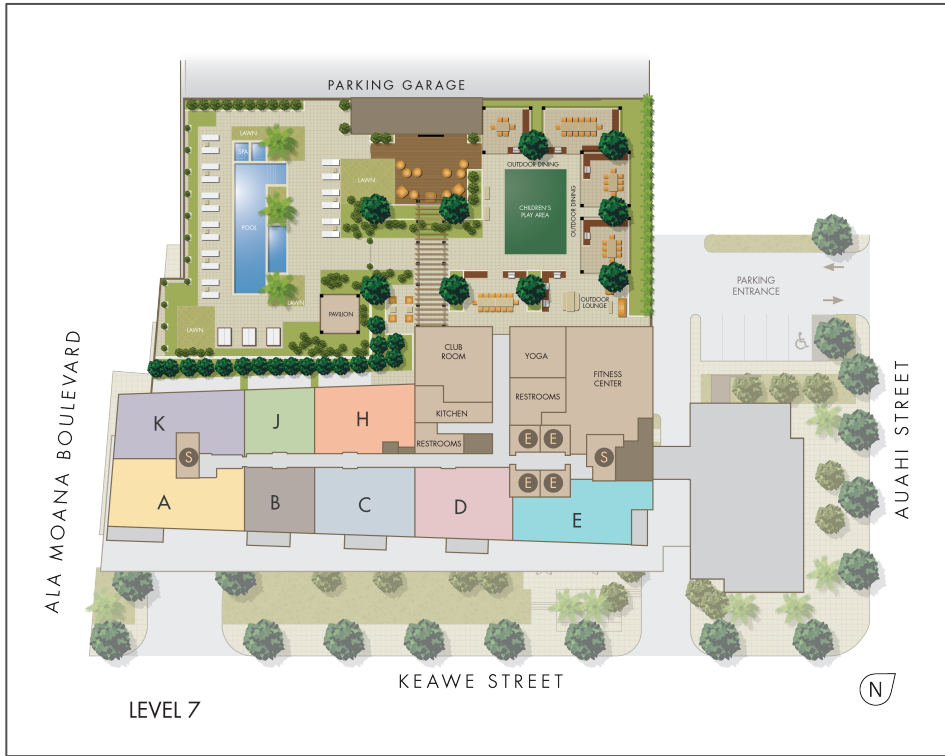 PARKING GARAGE
LAWN
SPA
POOL
LAWN
LAWN
LAWN
PAVILION
OUTDOOR DINING
CHILDREN'S
PLAY AREA
OUTDOOR DINING
OUTDOOR
LOUNGE
PARKING
ENTRANCE
CLUB
ROOM
YOGA
FITNESS
CENTER
RESTROOMS
KITCHEN
RESTROOMS
K
J
H
E
E
E
E
S
S
A
B
C
D
E
ALA MOANA BOULEVARD
AUAHI STREET
KEAWE STREET
LEVEL 7
N